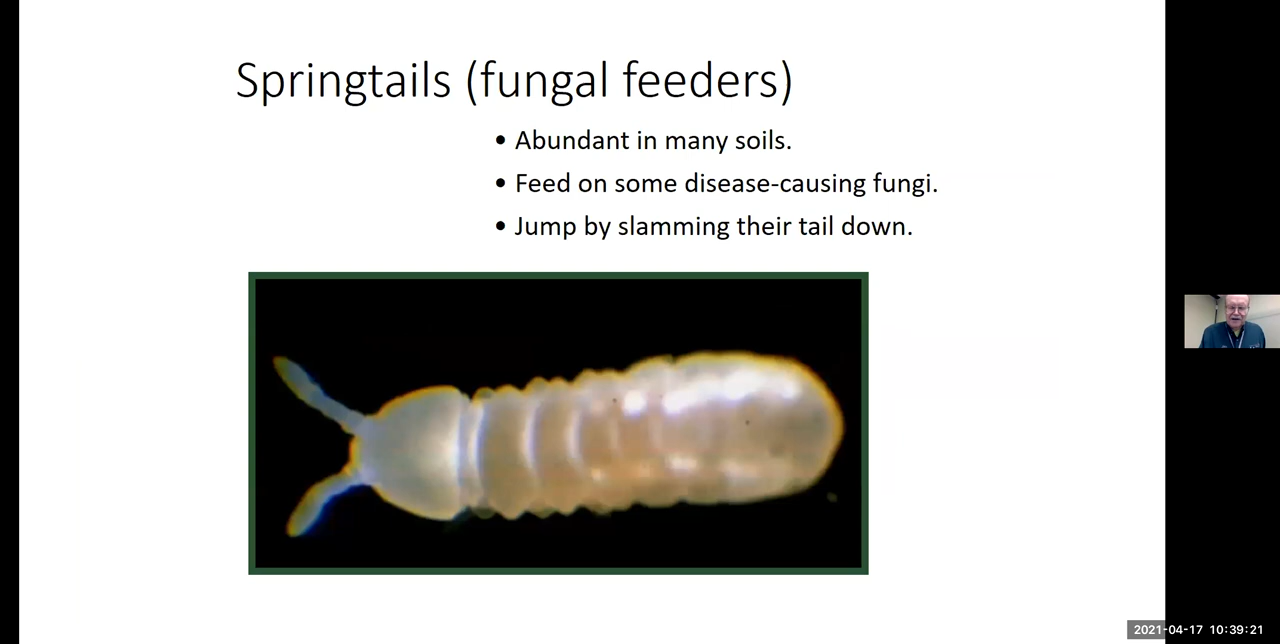 Springtails (fungal feeders)
• Abundant in many soils.
• Feed on some disease-causing fungi.
• Jump by slamming their tail down.
2021-04-17 10:39:21